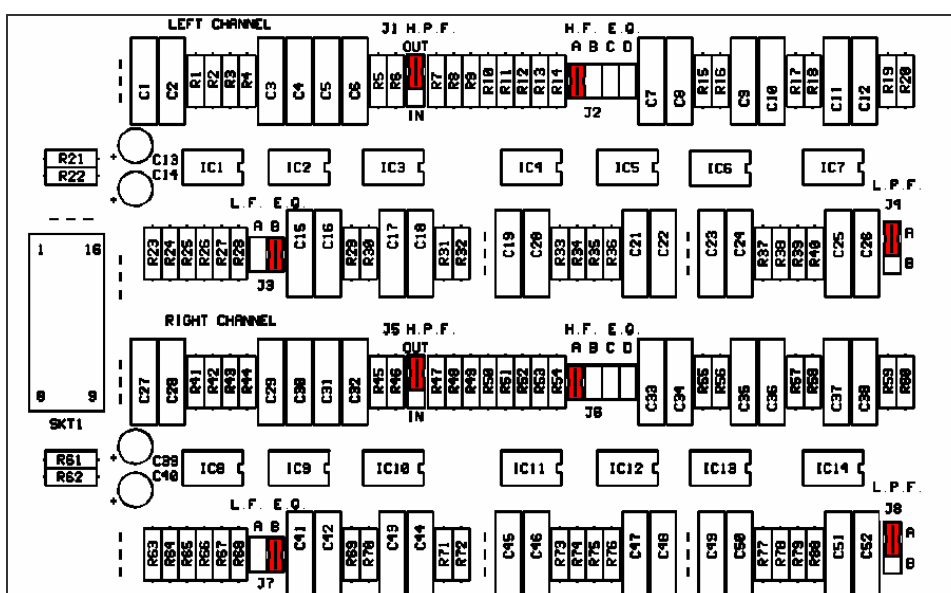 LEFT CHANNEL
J1 H.P.F.
OUT
H.F. E.Q.
A B C D
C1 C2 R1 R2 R3 R4 C3 C4 C5 C6 R5 R6 R7 R8 R9 R10 R11 R12 R13 R14 C7 C8 R15 R16 C9 C10 R17 R18 C11 C12 R19 R20
IN
J2
R21 R22
+ C13
+ C14
IC1 IC2 IC3 IC4 IC5 IC6 IC7
L.F. E.Q.
A B
L.P.F.
J4
A
B
1 16
8 9
SKT1
R23 R24 R25 R26 R27 R28 C15 C16 R29 R30 C17 C18 R31 R32 C19 C20 R33 R34 R35 R36 C21 C22 C23 C24 R37 R38 R39 R40 C25 C26
J3
RIGHT CHANNEL
J5 H.P.F.
OUT
H.F. E.Q.
A B C D
C27 C28 R41 R42 R43 R44 C29 C30 C31 C32 R45 R46 R47 R48 R49 R50 R51 R52 R53 R54 C33 C34 R55 R56 C35 C36 R57 R58 C37 C38 R59 R60
IN
J6
R61 R62
+ C39
+ C40
IC8 IC9 IC10 IC11 IC12 IC13 IC14
L.F. E.Q.
A B
L.P.F.
J8
A
B
R63 R64 R65 R66 R67 R68 C41 C42 R69 R70 C43 C44 R71 R72 C45 C46 R73 R74 R75 R76 C47 C48 C49 C50 R77 R78 R79 R80 C51 C52
J7